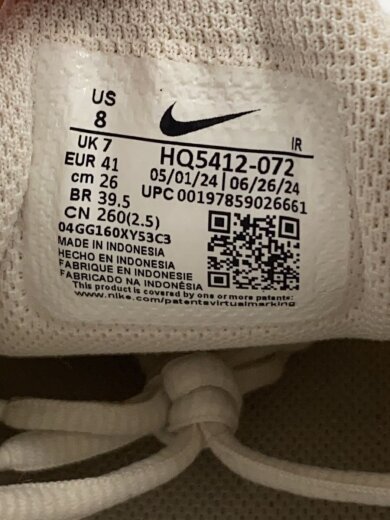 US
8
IR
UK 7
EUR 41
cm 26
BR 39.5
CN 260(2.5)
HQ5412-072
05/01/24 | 06/26/24
UPC 00197859026661
04GG160XY53C3
MADE IN INDONESIA
HECHO EN INDONESIA
FABRIQUE EN INDONESIE
FABRICADO NA INDONÉSIA
This product is covered by one or more patents:
www.nike.com/patentsvirtualmarking